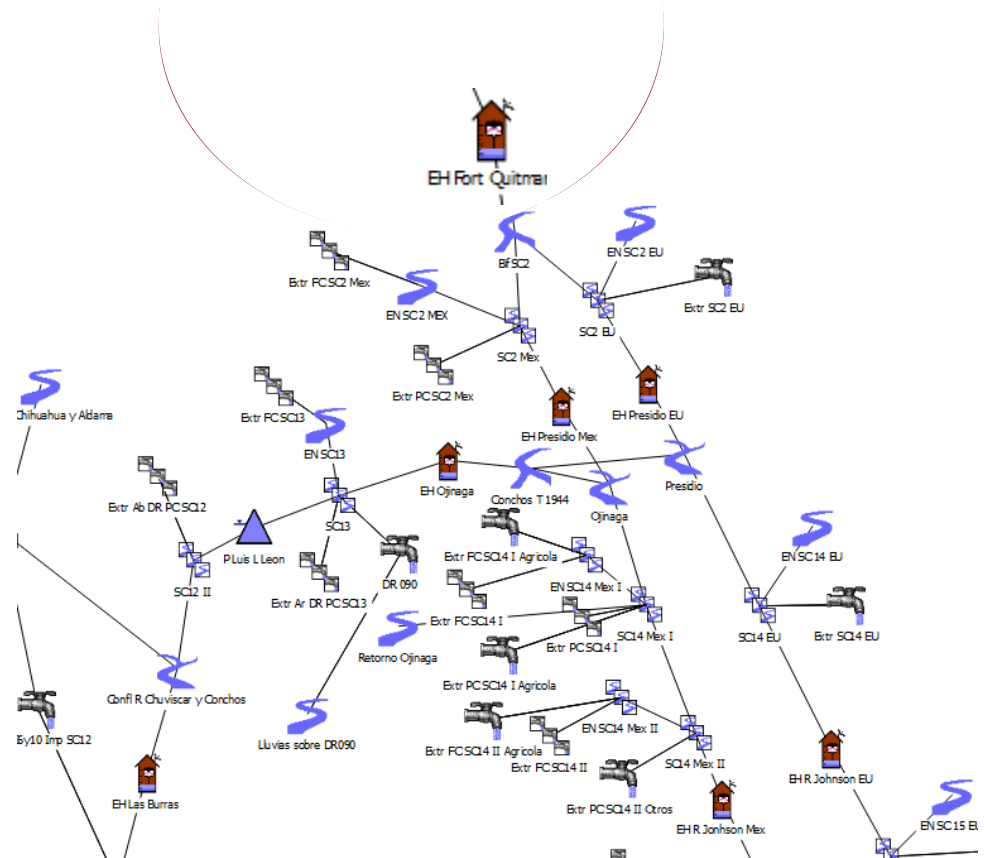 EH Fort Quitmar
Bif SC2
EN SC2 EU
Extr FC SC2 Mex
Extr SC2 EU
EN SC2 MEX
SC2 EU
SC2 Mex
Extr PC SC2 Mex
Chihuahua y Aldama
Extr FC SC13
EH Presidio EU
EH Presidio Mex
EN SC13
EH Ojinaga
Conchos T 1944
Presidio
Extr Ab DR PC SC12
Ojinaga
SC13
P Luis L Leon
Extr FC SC14 I Agricola
EN SC14 EU
DR 090
SC12 II
EN SC14 Mex I
Extr Ar DR PC SC13
Extr FC SC14 I
SC14 Mex I
SC14 EU
Extr SC14 EU
Extr PC SC14 I
Retorno Ojinaga
Extr PC SC14 I Agricola
Confl R Chuviscar y Conchos
EN SC14 Mex II
By10 Imp SC12
Lluvias sobre DR090
Extr FC SC14 II Agricola
SC14 Mex II
Extr FC SC14 II
EH R Johnson EU
EH Las Burras
Extr PC SC14 II Otros
EH R Jonhson Mex
EN SC15 EU